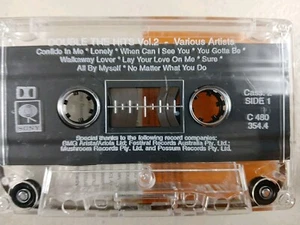 DOUBLE THE HITS Vol.2 - Various Artists
Confide In Me * Lonely * When Can I See You * You Gotta Be *
Walkaway Lover * Lay Your Love On Me * Sure *
All By Myself * No Matter What You Do
Cass.
SIDE 1
SONY
C 480
354.4
Special thanks to the following record companies:
BMG Arista/Ariola Ltd; Festival Records Australia Pty. Ltd.;
Mushroom Records Pty. Ltd. and Possum Records Pty. Ltd.